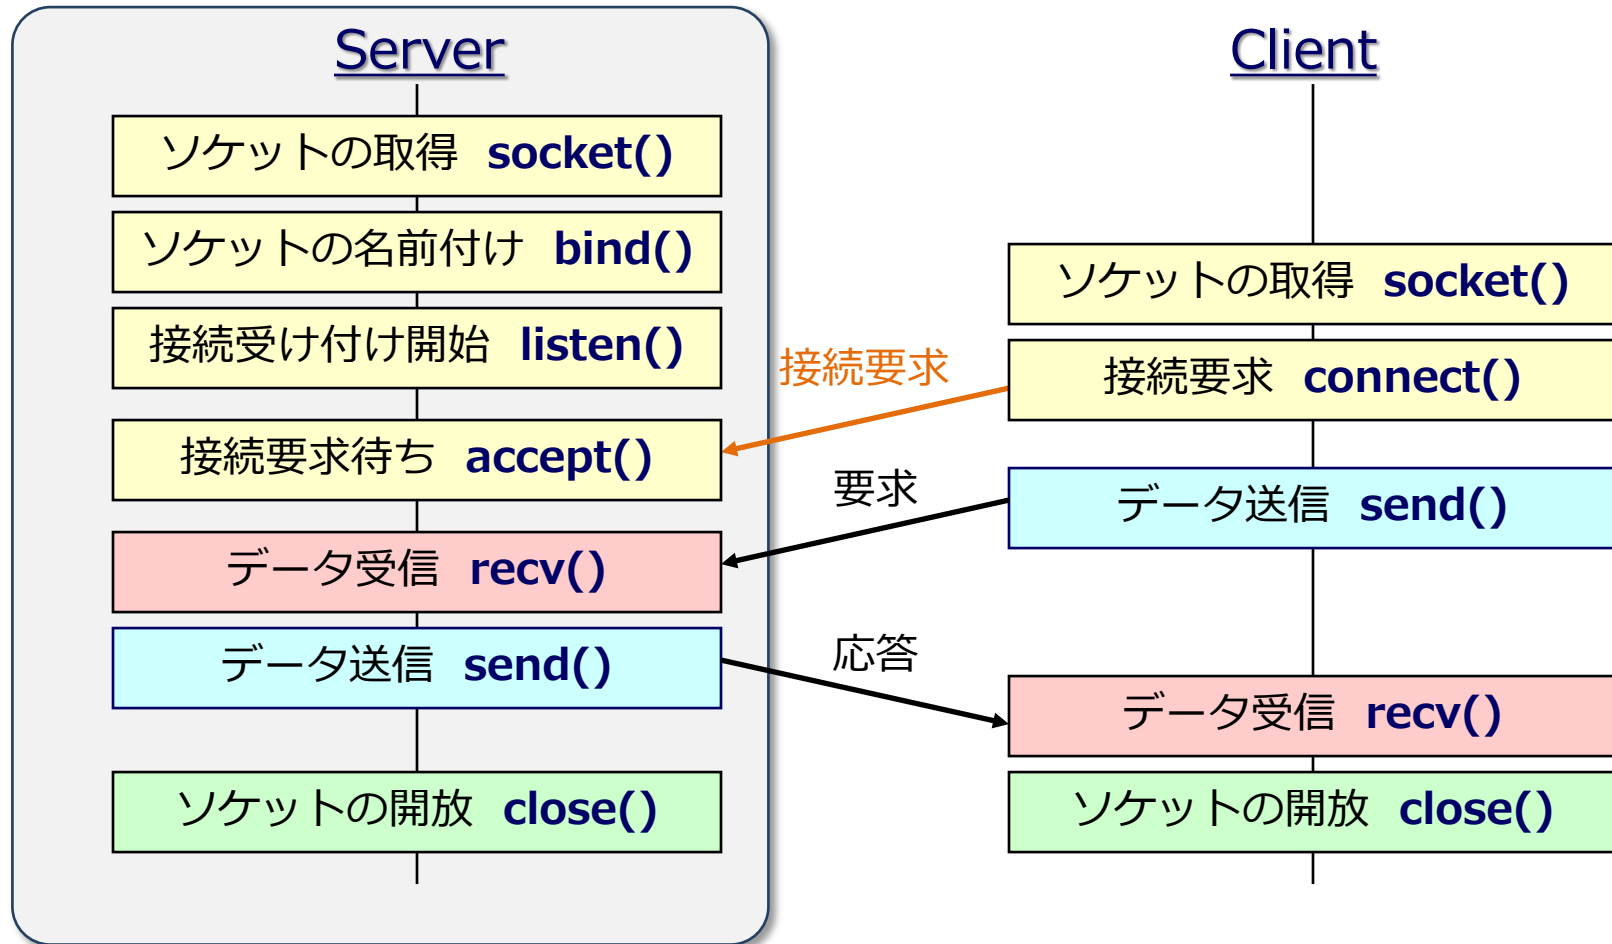 Server
ソケットの取得 socket()
ソケットの名前付け bind()
接続受け付け開始 listen()
接続要求待ち accept()
データ受信 recv()
データ送信 send()
ソケットの開放 close()
接続要求
要求
応答
Client
ソケットの取得 socket()
接続要求 connect()
データ送信 send()
データ受信 recv()
ソケットの開放 close()